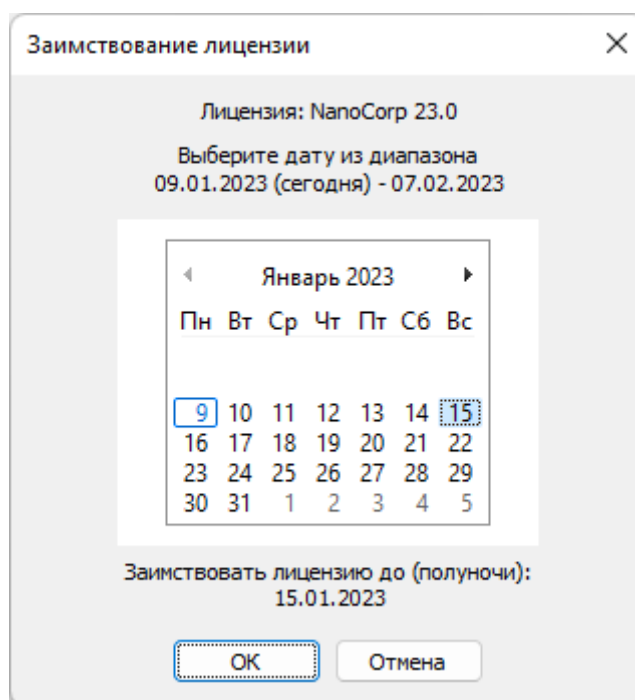 Заимствование лицензии
Лицензия: NanoCorp 23.0
Выберите дату из диапазона
09.01.2023 (сегодня) - 07.02.2023
Январь 2023
Пн Вт Ср Чт Пт Сб Вс
9 10 11 12 13 14 15
16 17 18 19 20 21 22
23 24 25 26 27 28 29
30 31 1 2 3 4 5
Заимствовать лицензию до (полуночи):
15.01.2023
ОК Отмена